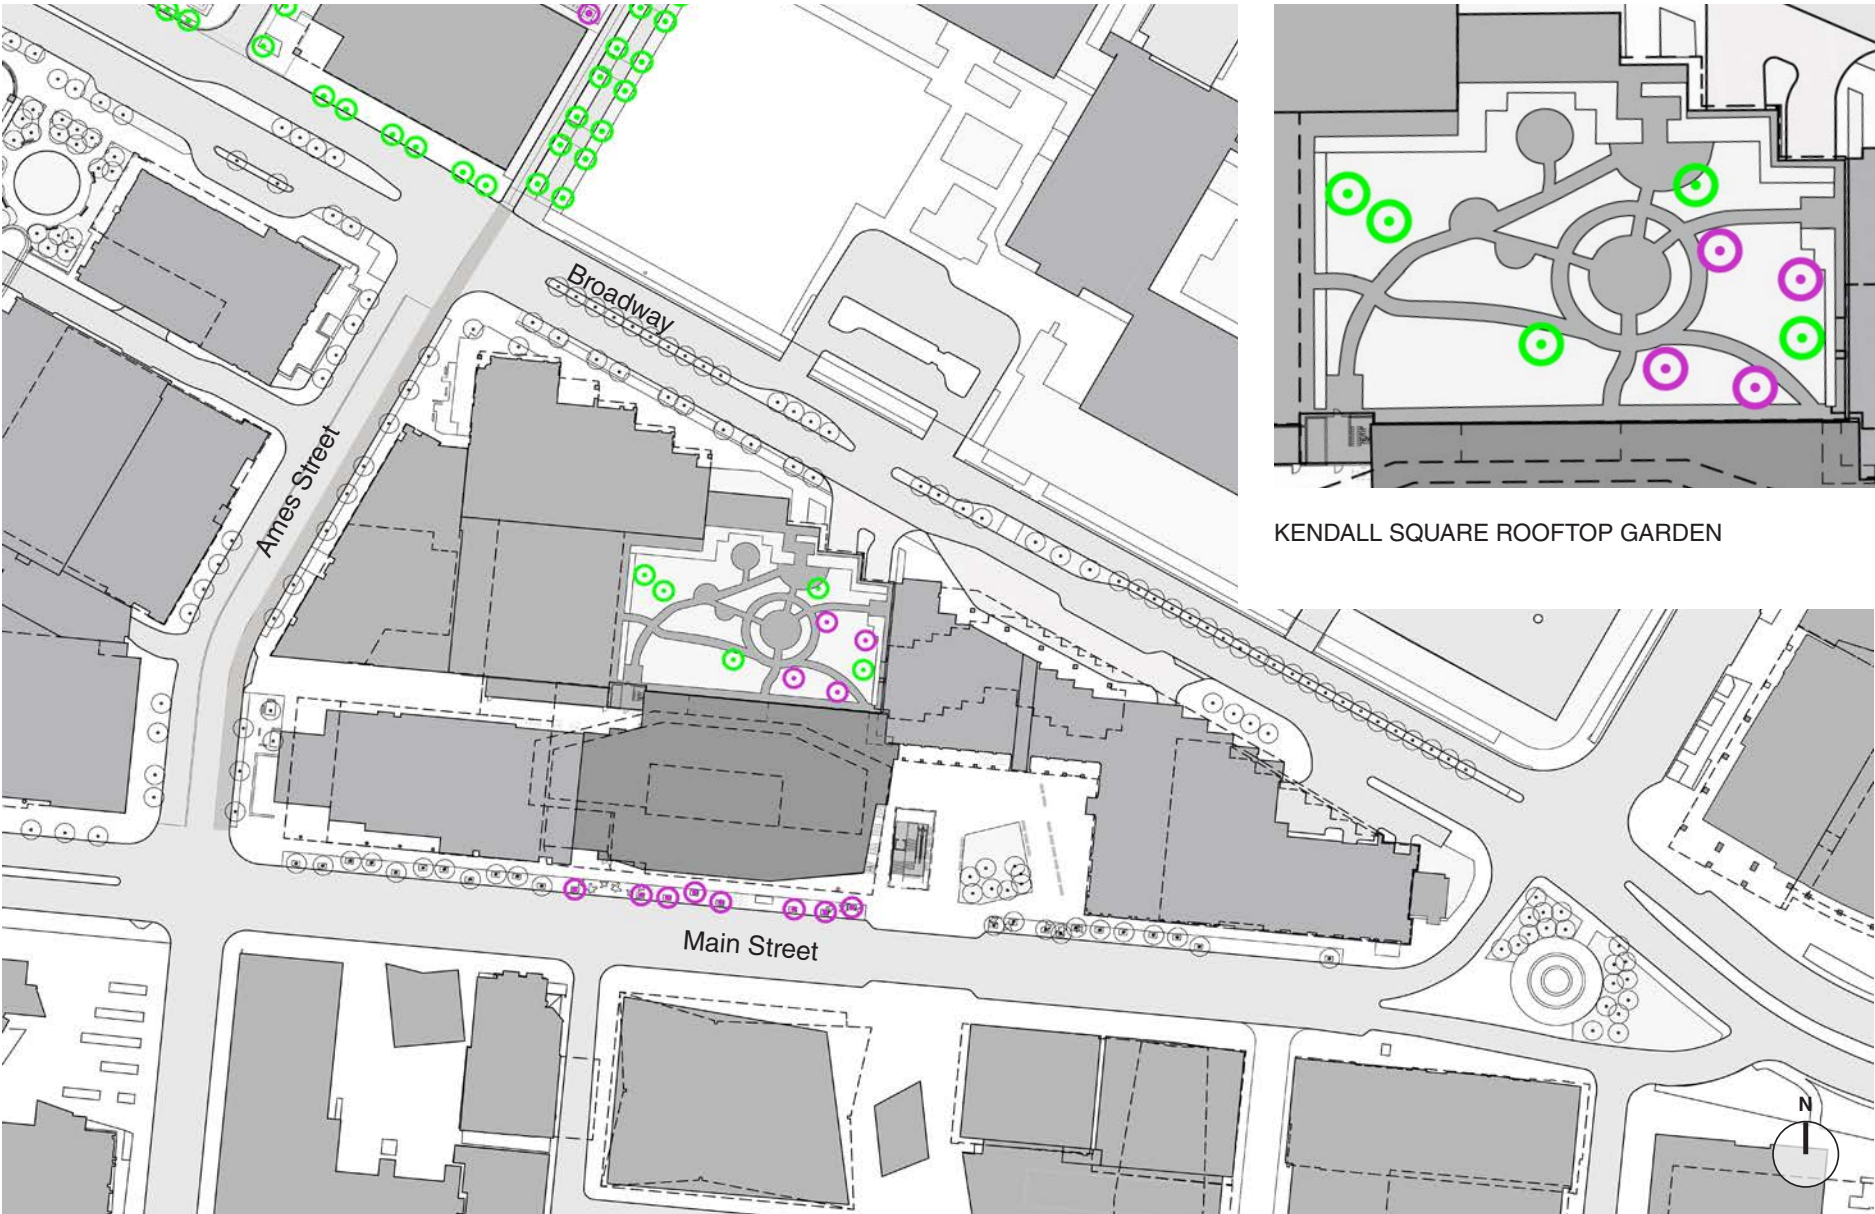 Broadway
Ames Street
KENDALL SQUARE ROOFTOP GARDEN
Main Street
N